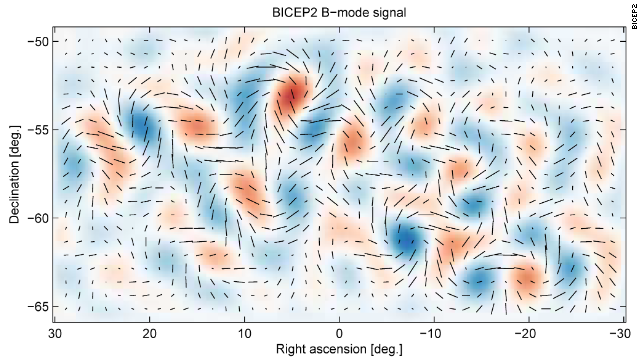 BICEP2 B−mode signal
BICEP2
−50
−55
−60
−65
Declination [deg.]
30 20 10 0 −10 −20 −30
Right ascension [deg.]